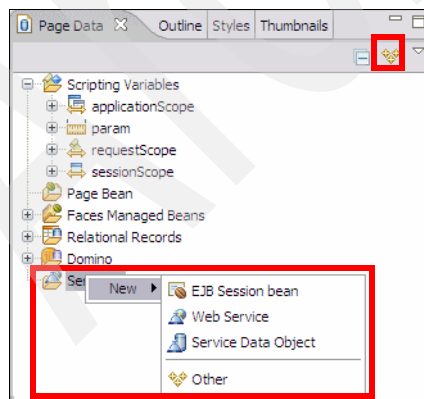 Page Data Outline Styles Thumbnails
Scripting Variables
applicationScope
param
requestScope
sessionScope
Page Bean
Faces Managed Beans
Relational Records
Domino
New
EJB Session bean
Web Service
Service Data Object
Other